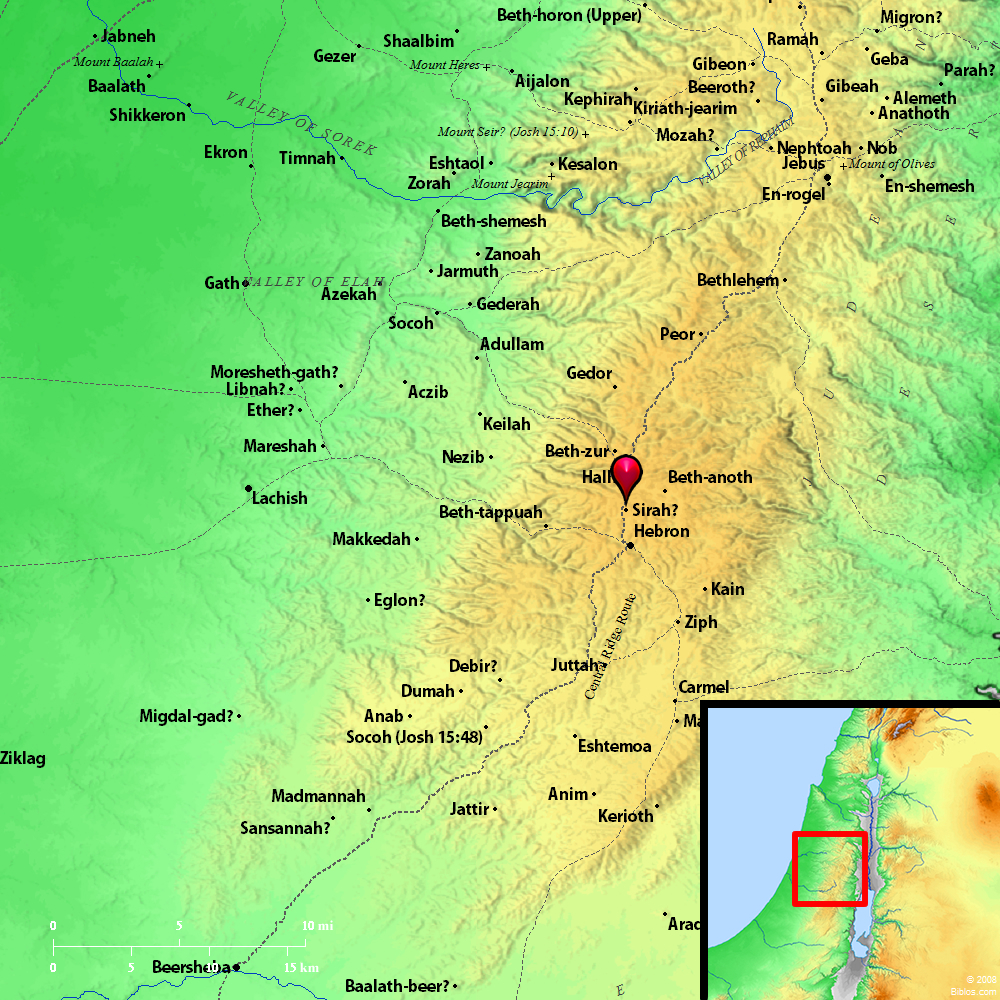 Beth-horon (Upper)
Migron?
Jabneh
Shaalbim
Ramah
Gezer
Mount Baalah
Mount Heres
Gibeon
Geba
Parah?
Baalath
Aijalon
Beeroth?
Gibeah
Kephirah
Alemeth
Shikkeron
Kiriath-jearim
Anathoth
VALLEY OF SOREK
Mount Seir? (Josh 15:10)
Mozah?
VALLEY OF REPHAIM
Ekron
Timnah
Eshtaol
Kesalon
Nephtoah
Nob
Jebus
Mount of Olives
Zorah
Mount Jearim
En-rogel
En-shemesh
Beth-shemesh
Zanoah
Jarmuth
Gath
VALLEY OF ELAH
Azekah
Bethlehem
Gederah
Socoh
Peor
Adullam
Moresheth-gath?
Gedor
Libnah?
Aczib
Ether?
Keilah
Mareshah
Beth-zur
Nezib
Hal
Beth-anoth
Lachish
Beth-tappuah
Sirah?
Hebron
Makkedah
Kain
Eglon?
Ziph
Central Ridge Route
Debir?
Juttah
Dumah
Carmel
Migdal-gad?
Anab
Ma
Socoh (Josh 15:48)
Eshtemoa
Ziklag
Madmannah
Anim
Jattir
Kerioth
Sansannah?
Arad
0 5 10 mi
0 5 10 15 km
Beersheba
Baalath-beer?
J U D E
D E S E R
N
E
© 2008
Biblos.com